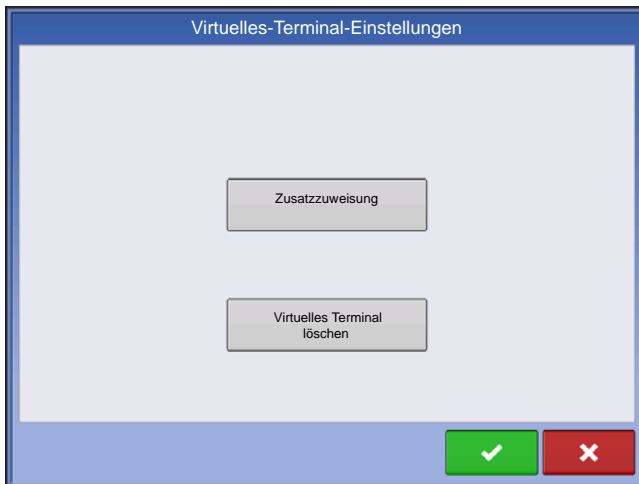 Virtuelles-Terminal-Einstellungen
Zusatzzuweisung
Virtuelles Terminal
löschen